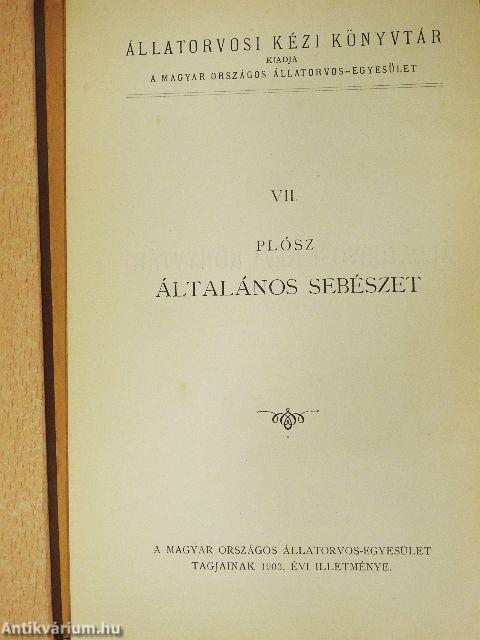 ÁLLATORVOSI KÉZI KÖNYVTÁR
KIADJA
A MAGYAR ORSZÁGOS ÁLLATORVOS-EGYESÜLET
VII.
PLÓSZ
ÁLTALÁNOS SEBÉSZET
A MAGYAR ORSZÁGOS ÁLLATORVOS-EGYESÜLET
TAGJAINAK 1903. ÉVI ILLETMÉNYE.
Antikvárium.hu